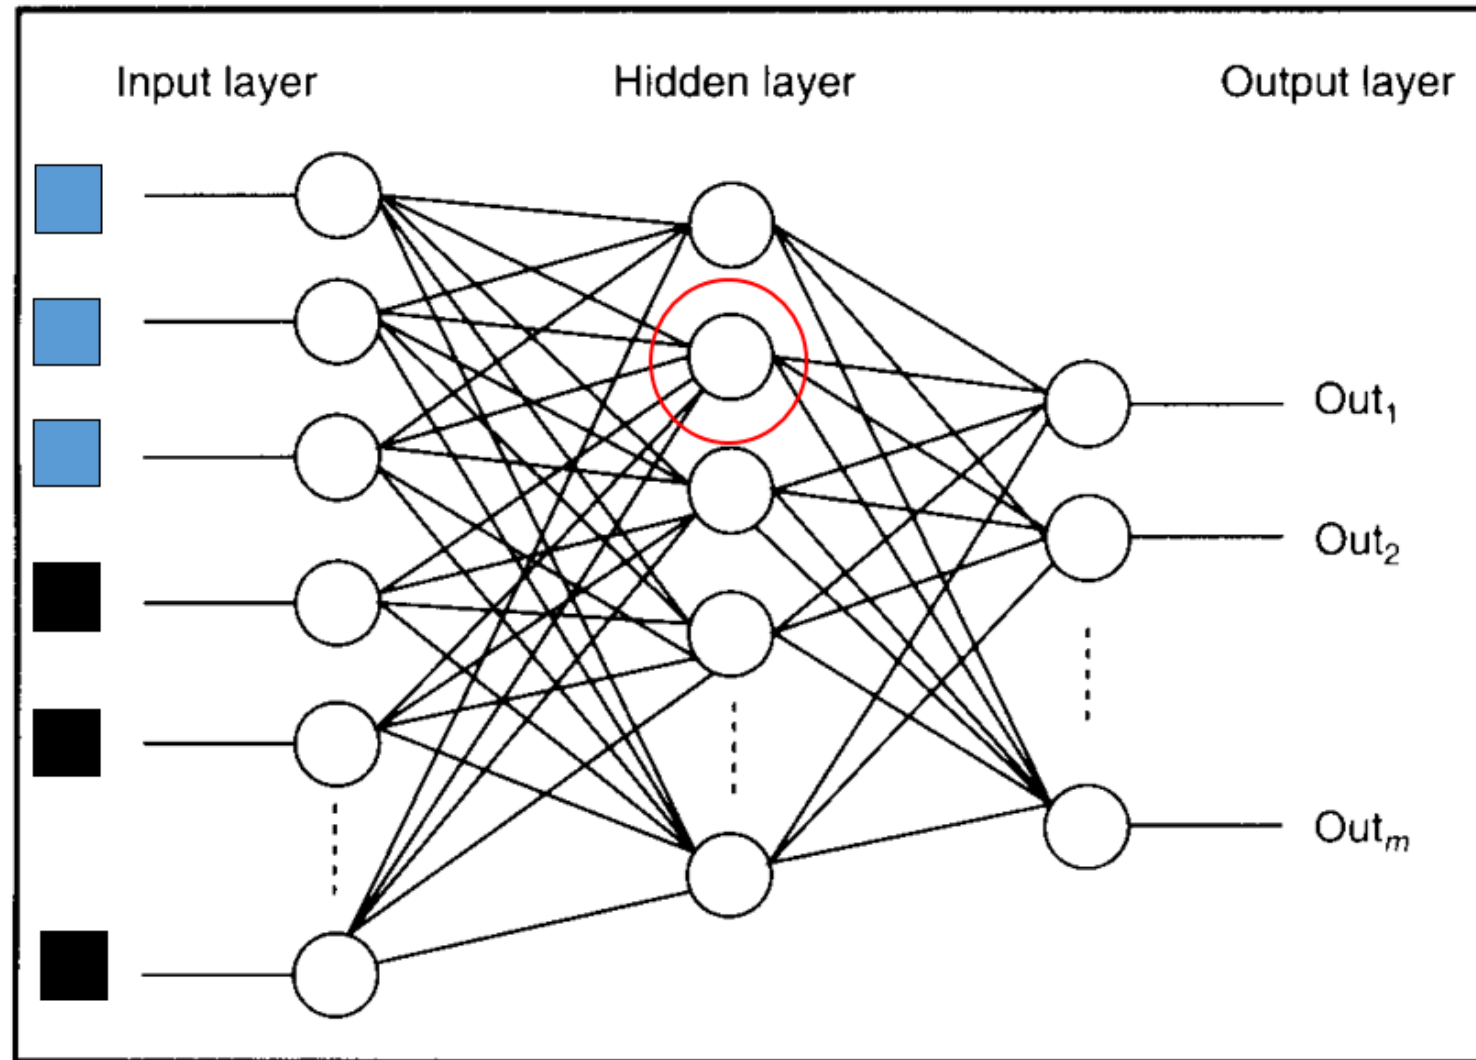 Input layer
Hidden layer
Output layer
Out₁
Out₂
Outₘ